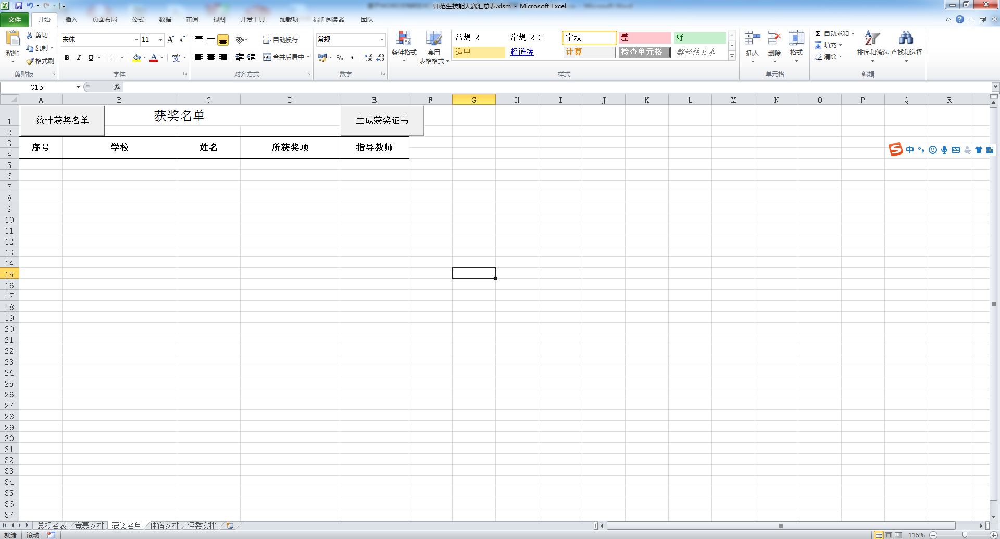 师范生技能大赛汇总表.xlsm - Microsoft Excel
文件 开始 插入 页面布局 公式 数据 审阅 视图 开发工具 加载项 福昕阅读器 团队
粘贴 剪切 复制 格式刷 剪贴板
宋体 11 B I U wén 字体
自动换行 合并后居中 对齐方式
常规 % , .00 .00 数字
条件格式 套用 表格格式
常规 2 常规 2 2 常规 差 好
适中 超链接 计算 检查单元格 解释性文本
样式
插入 删除 格式 单元格
Σ 自动求和 填充 清除 排序和筛选 查找和选择 编辑
G15 fx
A B C D E F G H I J K L M N O P Q R
统计获奖名单 获奖名单 生成获奖证书
序号 学校 姓名 所获奖项 指导教师
中
1
2
3
4
5
6
7
8
9
10
11
12
13
14
15
16
17
18
19
20
21
22
23
24
25
26
27
28
29
30
31
32
33
34
35
36
37
总报名表 竞赛安排 获奖名单 住宿安排 评委安排
就绪 滚动 115%